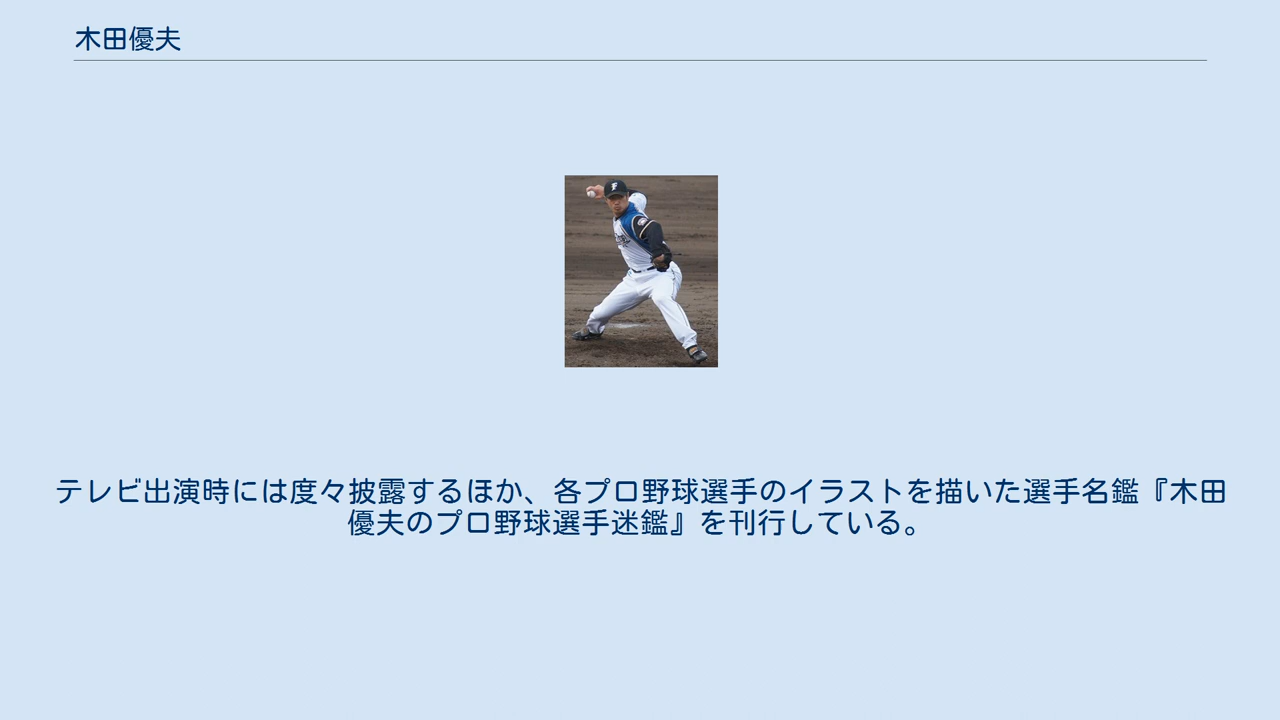 木田優夫
テレビ出演時には度々披露するほか、各プロ野球選手のイラストを描いた選手名鑑『木田
優夫のプロ野球選手迷鑑』を刊行している。